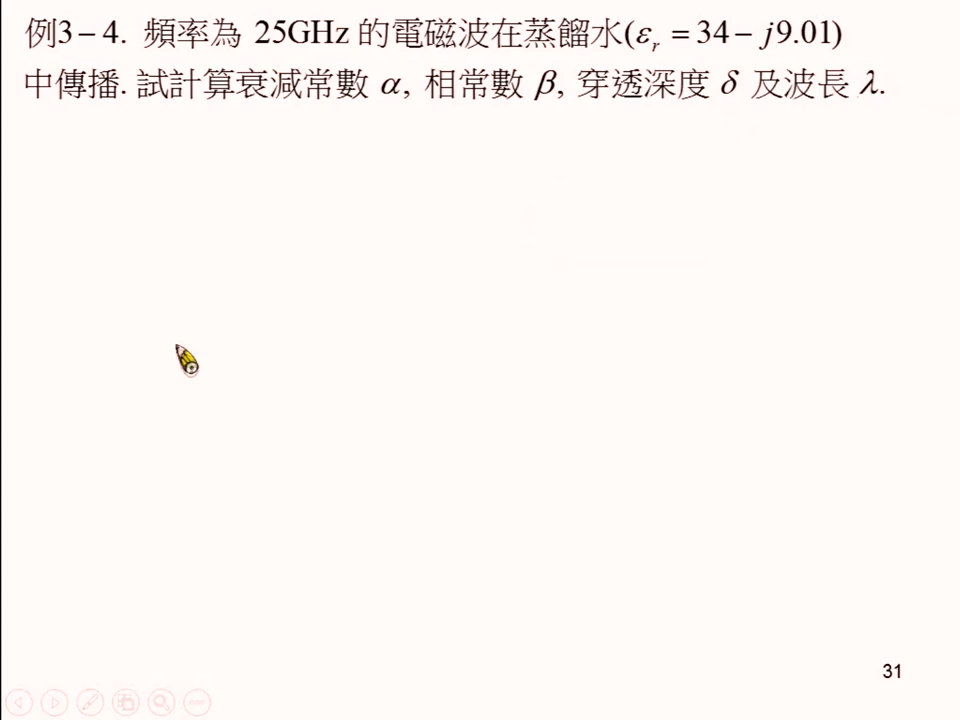 例3－4. 頻率為 25GHz 的電磁波在蒸餾水(εᵣ = 34 − j9.01)
中傳播. 試計算衰減常數 α, 相常數 β, 穿透深度 δ 及波長 λ.
31